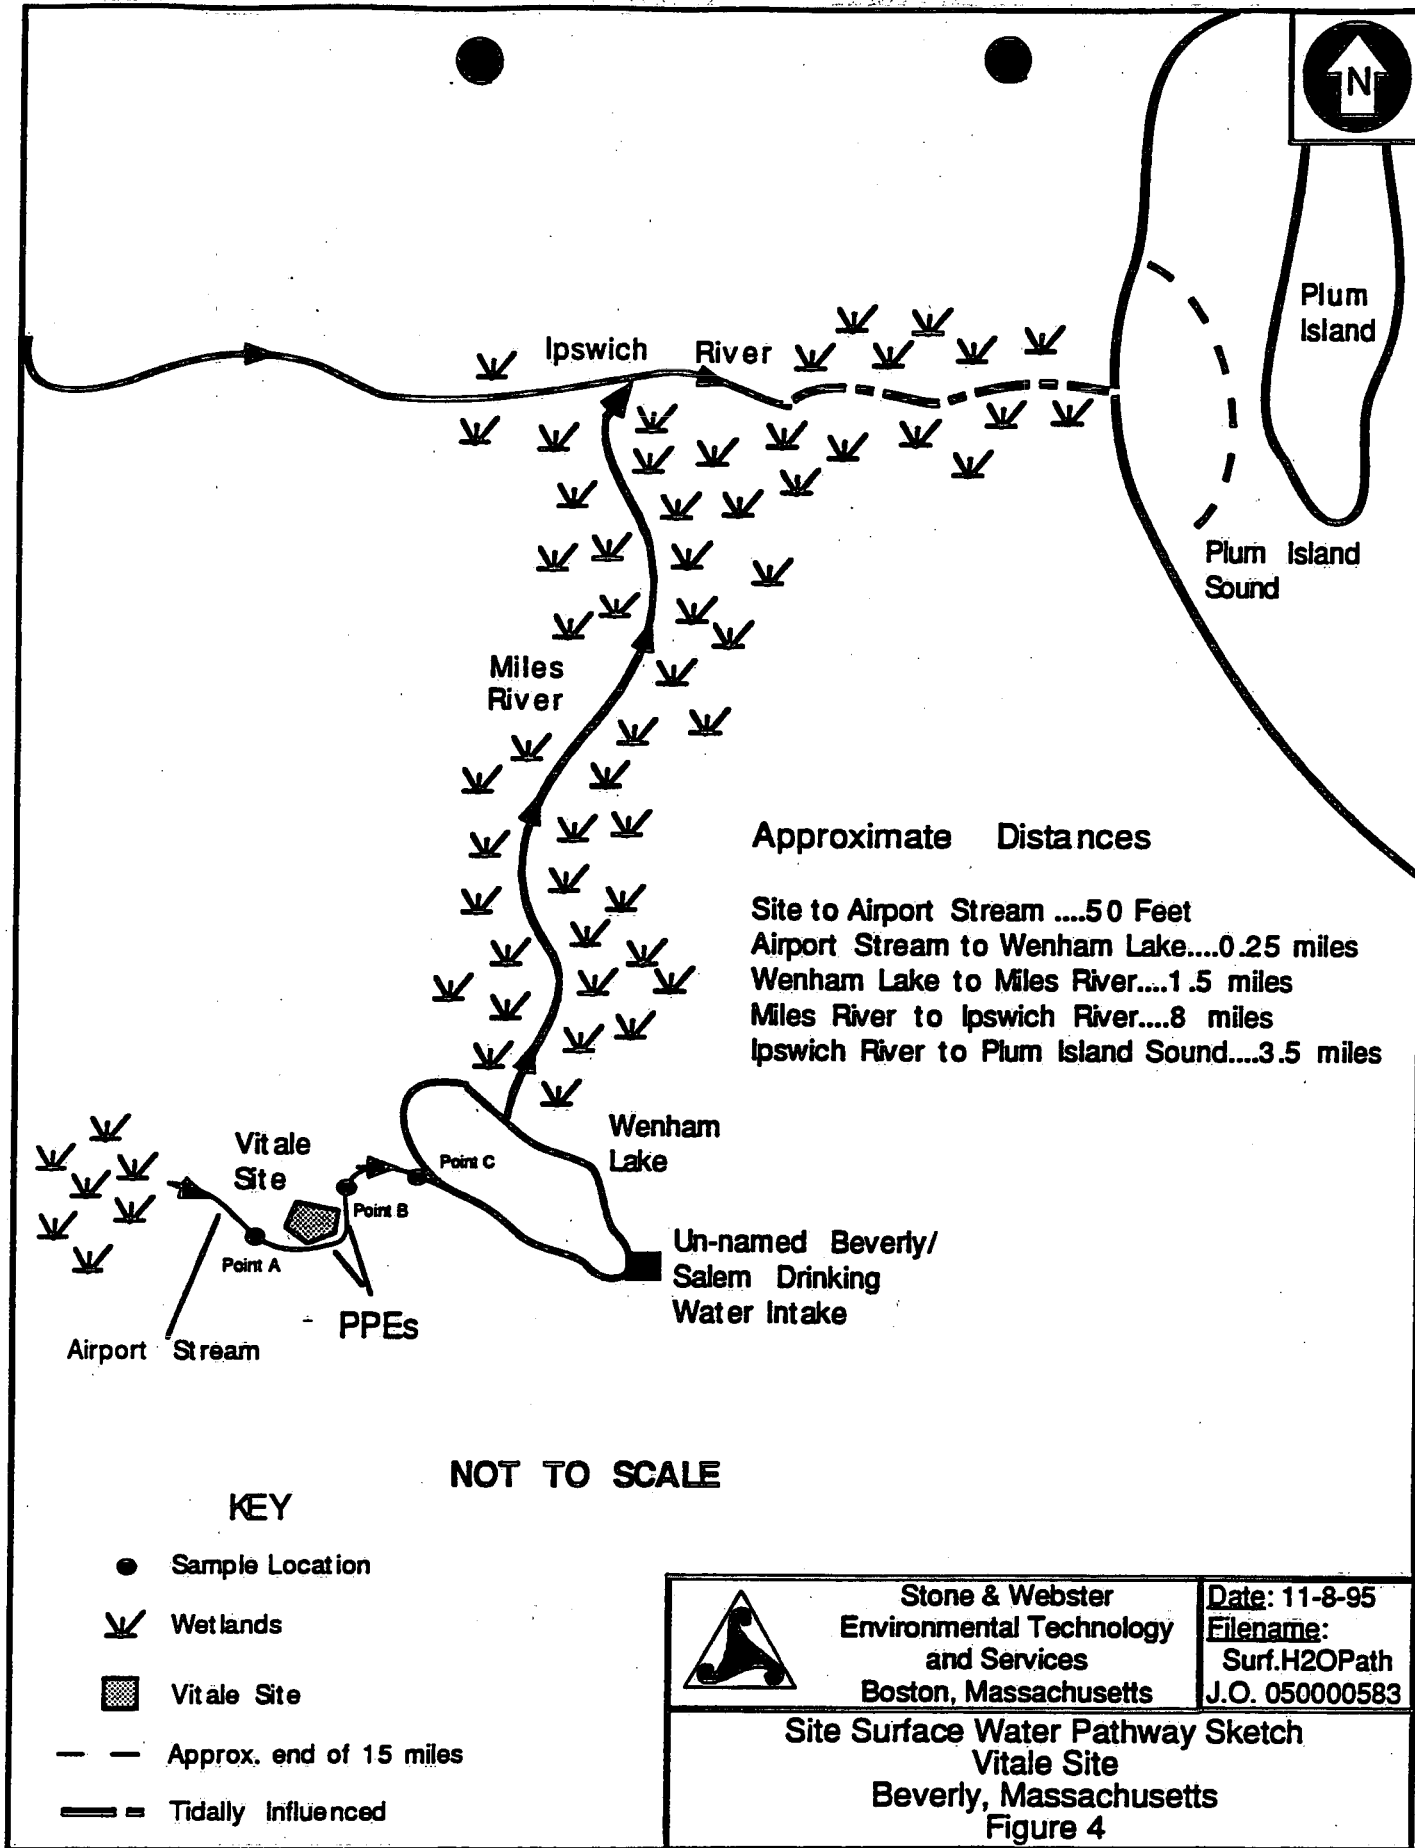 N
Plum
Island
Ipswich River
Plum Island
Sound
Miles
River
Approximate Distances
Site to Airport Stream ....50 Feet
Airport Stream to Wenham Lake....0.25 miles
Wenham Lake to Miles River....1.5 miles
Miles River to Ipswich River....8 miles
Ipswich River to Plum Island Sound....3.5 miles
Wenham
Lake
Vitale
Site
Point C
Point B
Point A
Un-named Beverly/
Salem Drinking
Water Intake
PPEs
Airport Stream
NOT TO SCALE
KEY
Sample Location
Wetlands
Vitale Site
Approx. end of 15 miles
Tidally Influenced
Stone & Webster
Environmental Technology
and Services
Boston, Massachusetts
Date: 11-8-95
Filename:
Surf.H2OPath
J.O. 050000583
Site Surface Water Pathway Sketch
Vitale Site
Beverly, Massachusetts
Figure 4